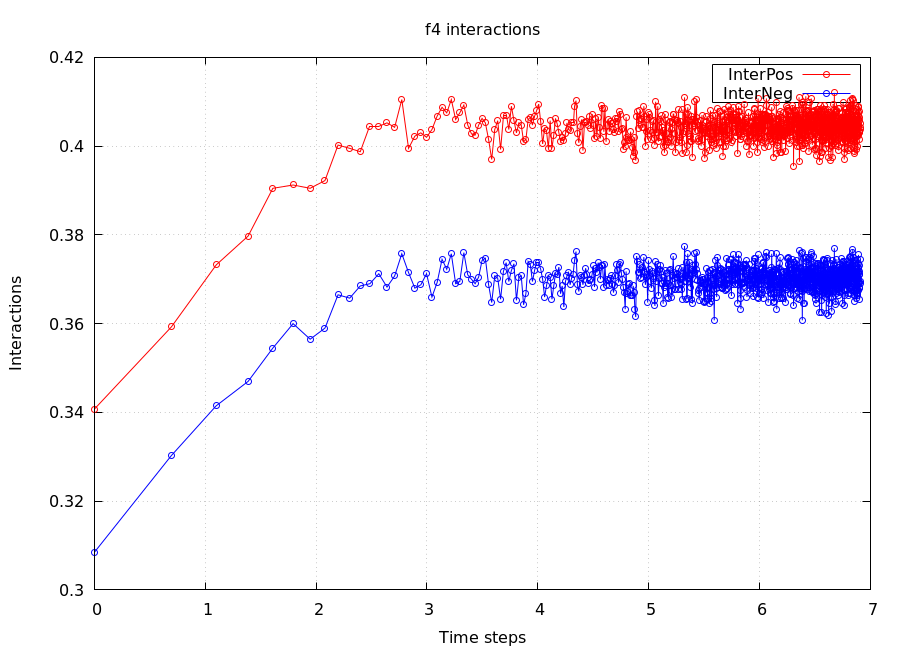 f4 interactions
0.42
0.4
0.38
0.36
0.34
0.32
0.3
0 1 2 3 4 5 6 7
Interactions
Time steps
InterPos
InterNeg